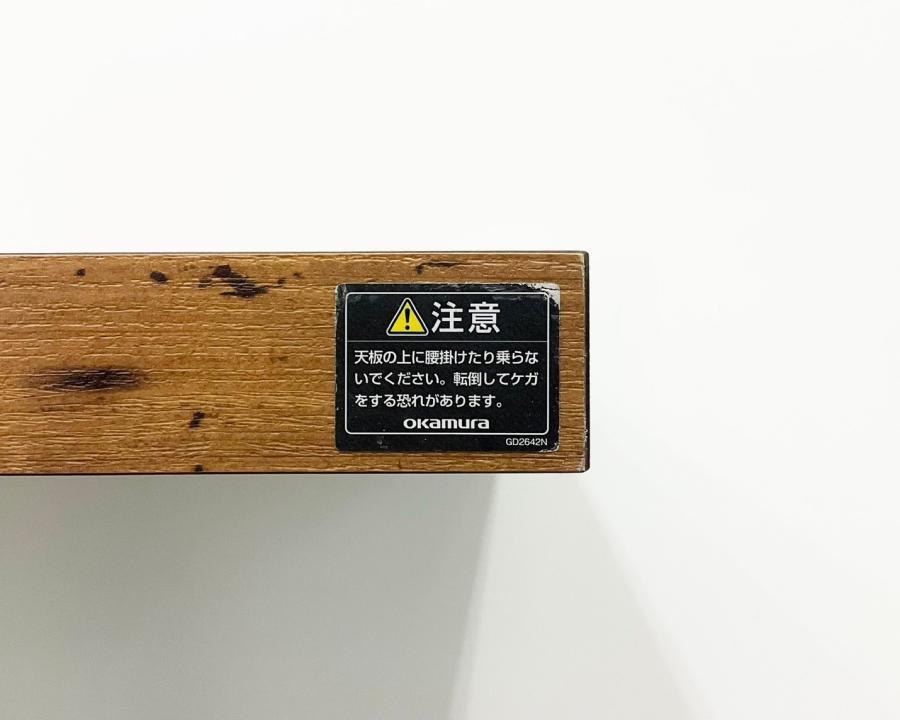 注意
天板の上に腰掛けたり乗らな
いでください。転倒してケガ
をする恐れがあります。
okamura
GD2642N